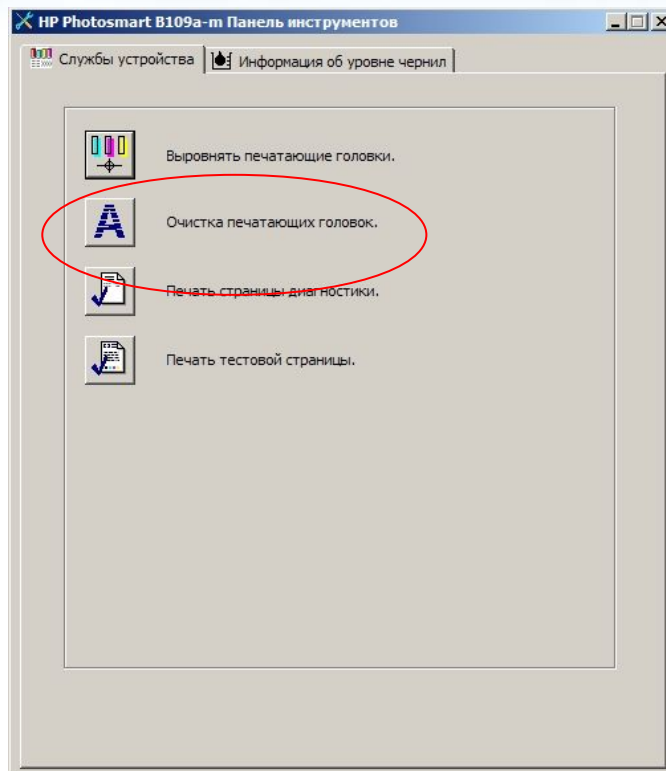 HP Photosmart B109a-m Панель инструментов
Службы устройства Информация об уровне чернил
Выровнять печатающие головки.
Очистка печатающих головок.
Печать страницы диагностики.
Печать тестовой страницы.